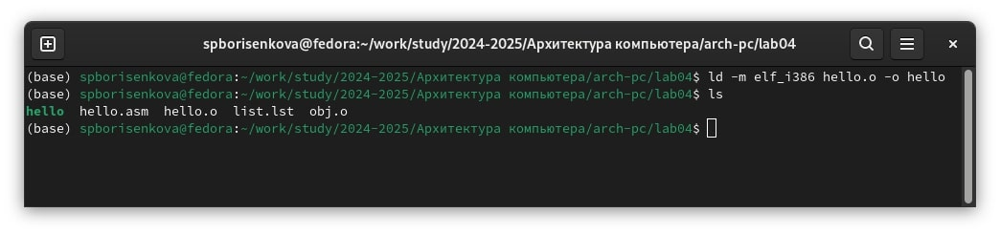 spborisenkova@fedora:~/work/study/2024-2025/Архитектура компьютера/arch-pc/lab04
(base) spborisenkova@fedora:~/work/study/2024-2025/Архитектура компьютера/arch-pc/lab04$ ld -m elf_i386 hello.o -o hello
(base) spborisenkova@fedora:~/work/study/2024-2025/Архитектура компьютера/arch-pc/lab04$ ls
hello  hello.asm  hello.o  list.lst  obj.o
(base) spborisenkova@fedora:~/work/study/2024-2025/Архитектура компьютера/arch-pc/lab04$